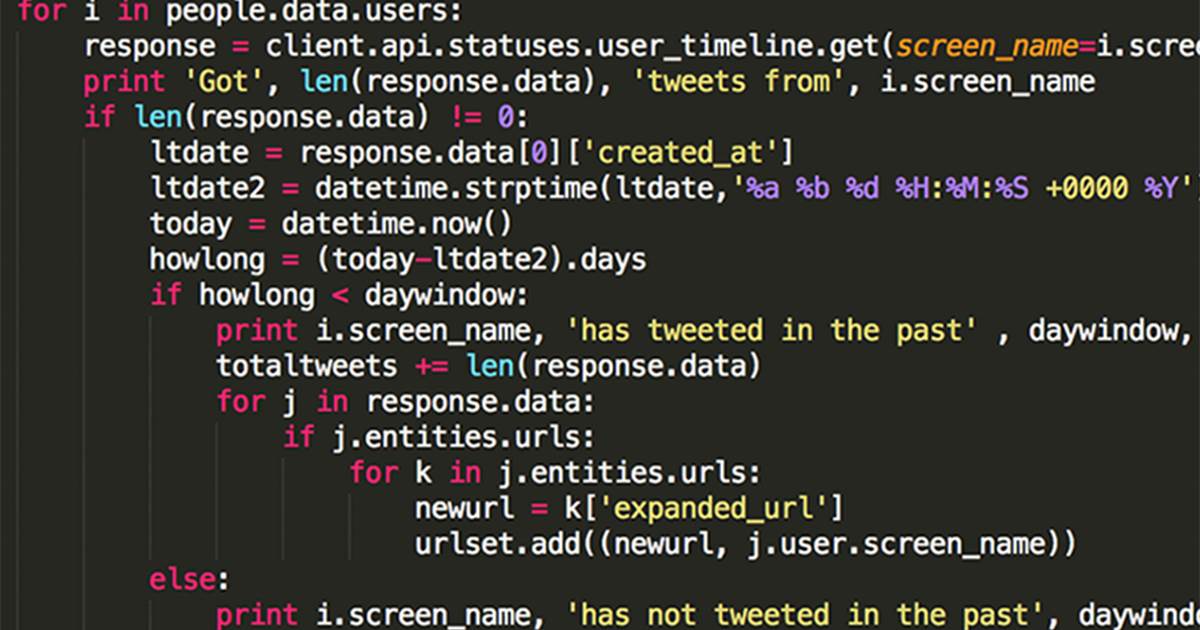 for i in people.data.users:
response = client.api.statuses.user_timeline.get(screen_name=i.scre
print 'Got', len(response.data), 'tweets from', i.screen_name
if len(response.data) != 0:
ltdate = response.data[0]['created_at']
ltdate2 = datetime.strptime(ltdate,'%a %b %d %H:%M:%S +0000 %Y'
today = datetime.now()
howlong = (today-ltdate2).days
if howlong < daywindow:
print i.screen_name, 'has tweeted in the past' , daywindow,
totaltweets += len(response.data)
for j in response.data:
if j.entities.urls:
for k in j.entities.urls:
newurl = k['expanded_url']
urlset.add((newurl, j.user.screen_name))
else:
print i.screen_name, 'has not tweeted in the past', daywind